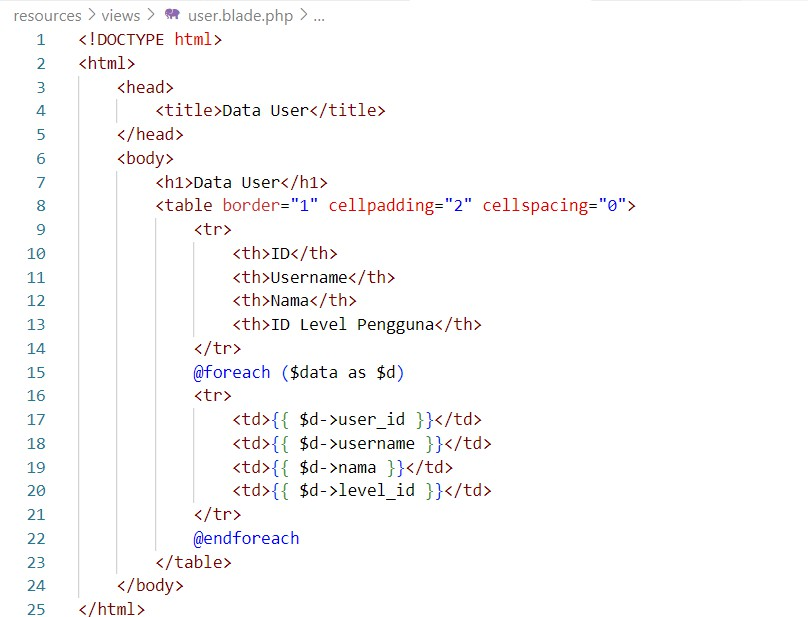 resources > views > user.blade.php > ...
1 <!DOCTYPE html>
2 <html>
3     <head>
4         <title>Data User</title>
5     </head>
6     <body>
7         <h1>Data User</h1>
8         <table border="1" cellpadding="2" cellspacing="0">
9             <tr>
10                 <th>ID</th>
11                 <th>Username</th>
12                 <th>Nama</th>
13                 <th>ID Level Pengguna</th>
14             </tr>
15             @foreach ($data as $d)
16             <tr>
17                 <td>{{ $d->user_id }}</td>
18                 <td>{{ $d->username }}</td>
19                 <td>{{ $d->nama }}</td>
20                 <td>{{ $d->level_id }}</td>
21             </tr>
22             @endforeach
23         </table>
24     </body>
25 </html>